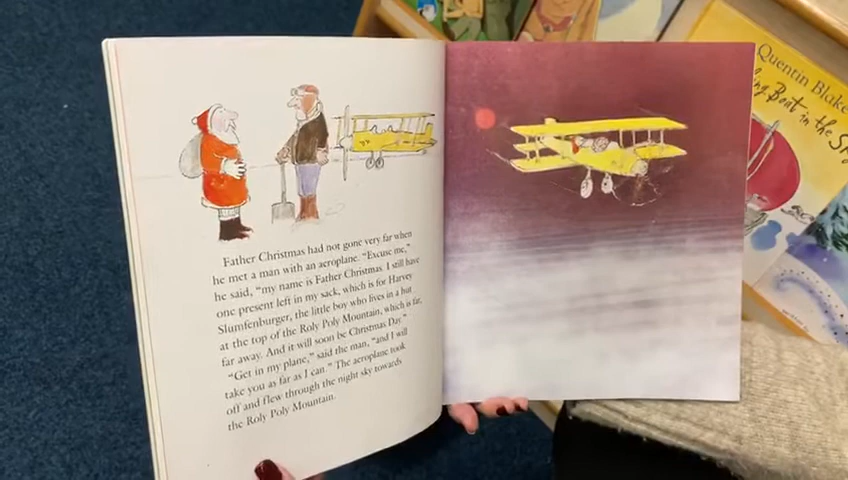 Father Christmas had not gone very far when
he met a man with an aeroplane. "Excuse me,"
he said, "my name is Father Christmas. I still have
one present left in my sack, which is for Harvey
Slumfenburger, the little boy who lives in a hut
at the top of the Roly Poly Mountain, which is far,
far away. And it will soon be Christmas Day."
"Get in my plane," said the man, "and I will
take you as far as I can." The aeroplane took
off and flew through the night sky towards
the Roly Poly Mountain.
Quentin Blake
Boat in the